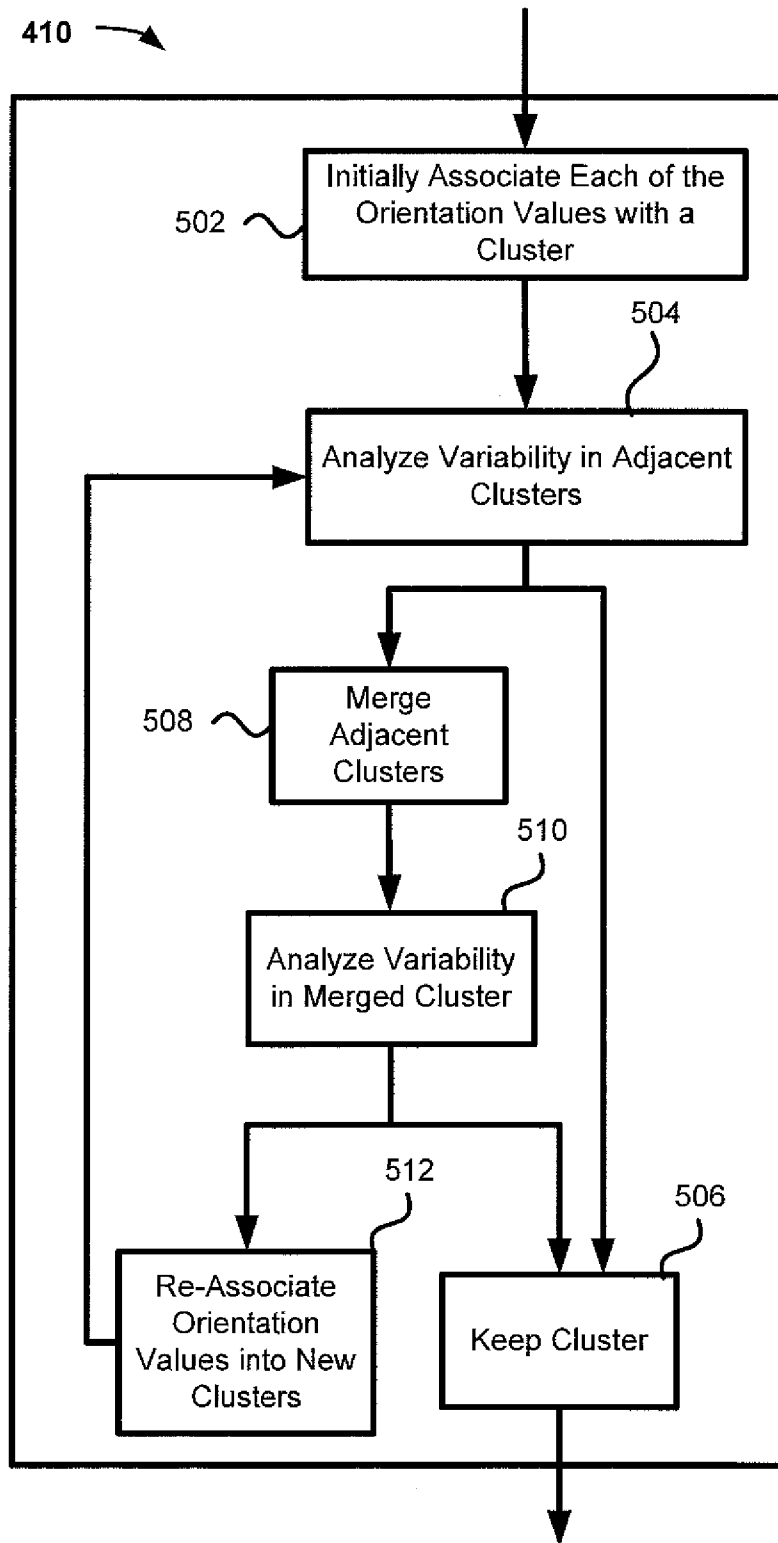 410
Initially Associate Each of the
Orientation Values with a
Cluster
502
504
Analyze Variability in Adjacent
Clusters
Merge
Adjacent
Clusters
508
510
Analyze Variability
in Merged Cluster
512
506
Re-Associate
Orientation
Values into New
Clusters
Keep Cluster